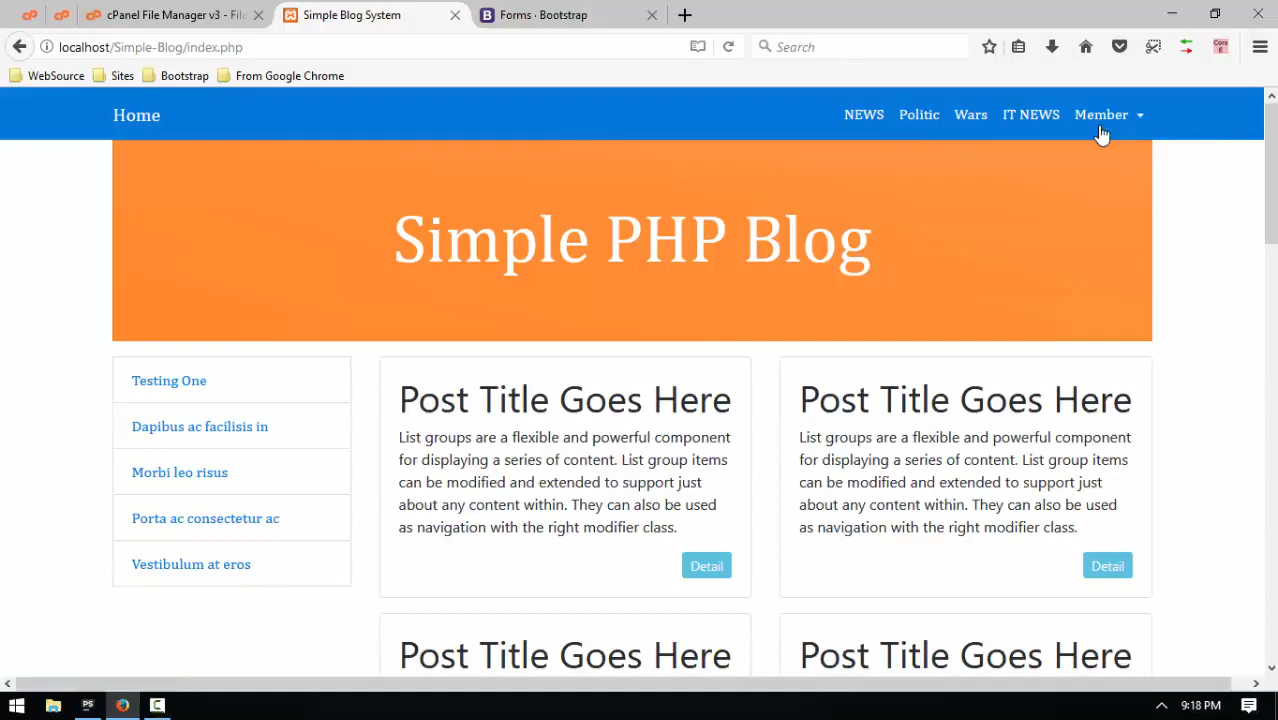 cPanel File Manager v3 - File
Simple Blog System
Forms · Bootstrap
localhost/Simple-Blog/index.php
Search
WebSource
Sites
Bootstrap
From Google Chrome
Home
NEWS
Politic
Wars
IT NEWS
Member
Simple PHP Blog
Testing One
Dapibus ac facilisis in
Morbi leo risus
Porta ac consectetur ac
Vestibulum at eros
Post Title Goes Here
List groups are a flexible and powerful component
for displaying a series of content. List group items
can be modified and extended to support just
about any content within. They can also be used
as navigation with the right modifier class.
Detail
Post Title Goes Here
List groups are a flexible and powerful component
for displaying a series of content. List group items
can be modified and extended to support just
about any content within. They can also be used
as navigation with the right modifier class.
Detail
Post Title Goes Here
Post Title Goes Here
9:18 PM